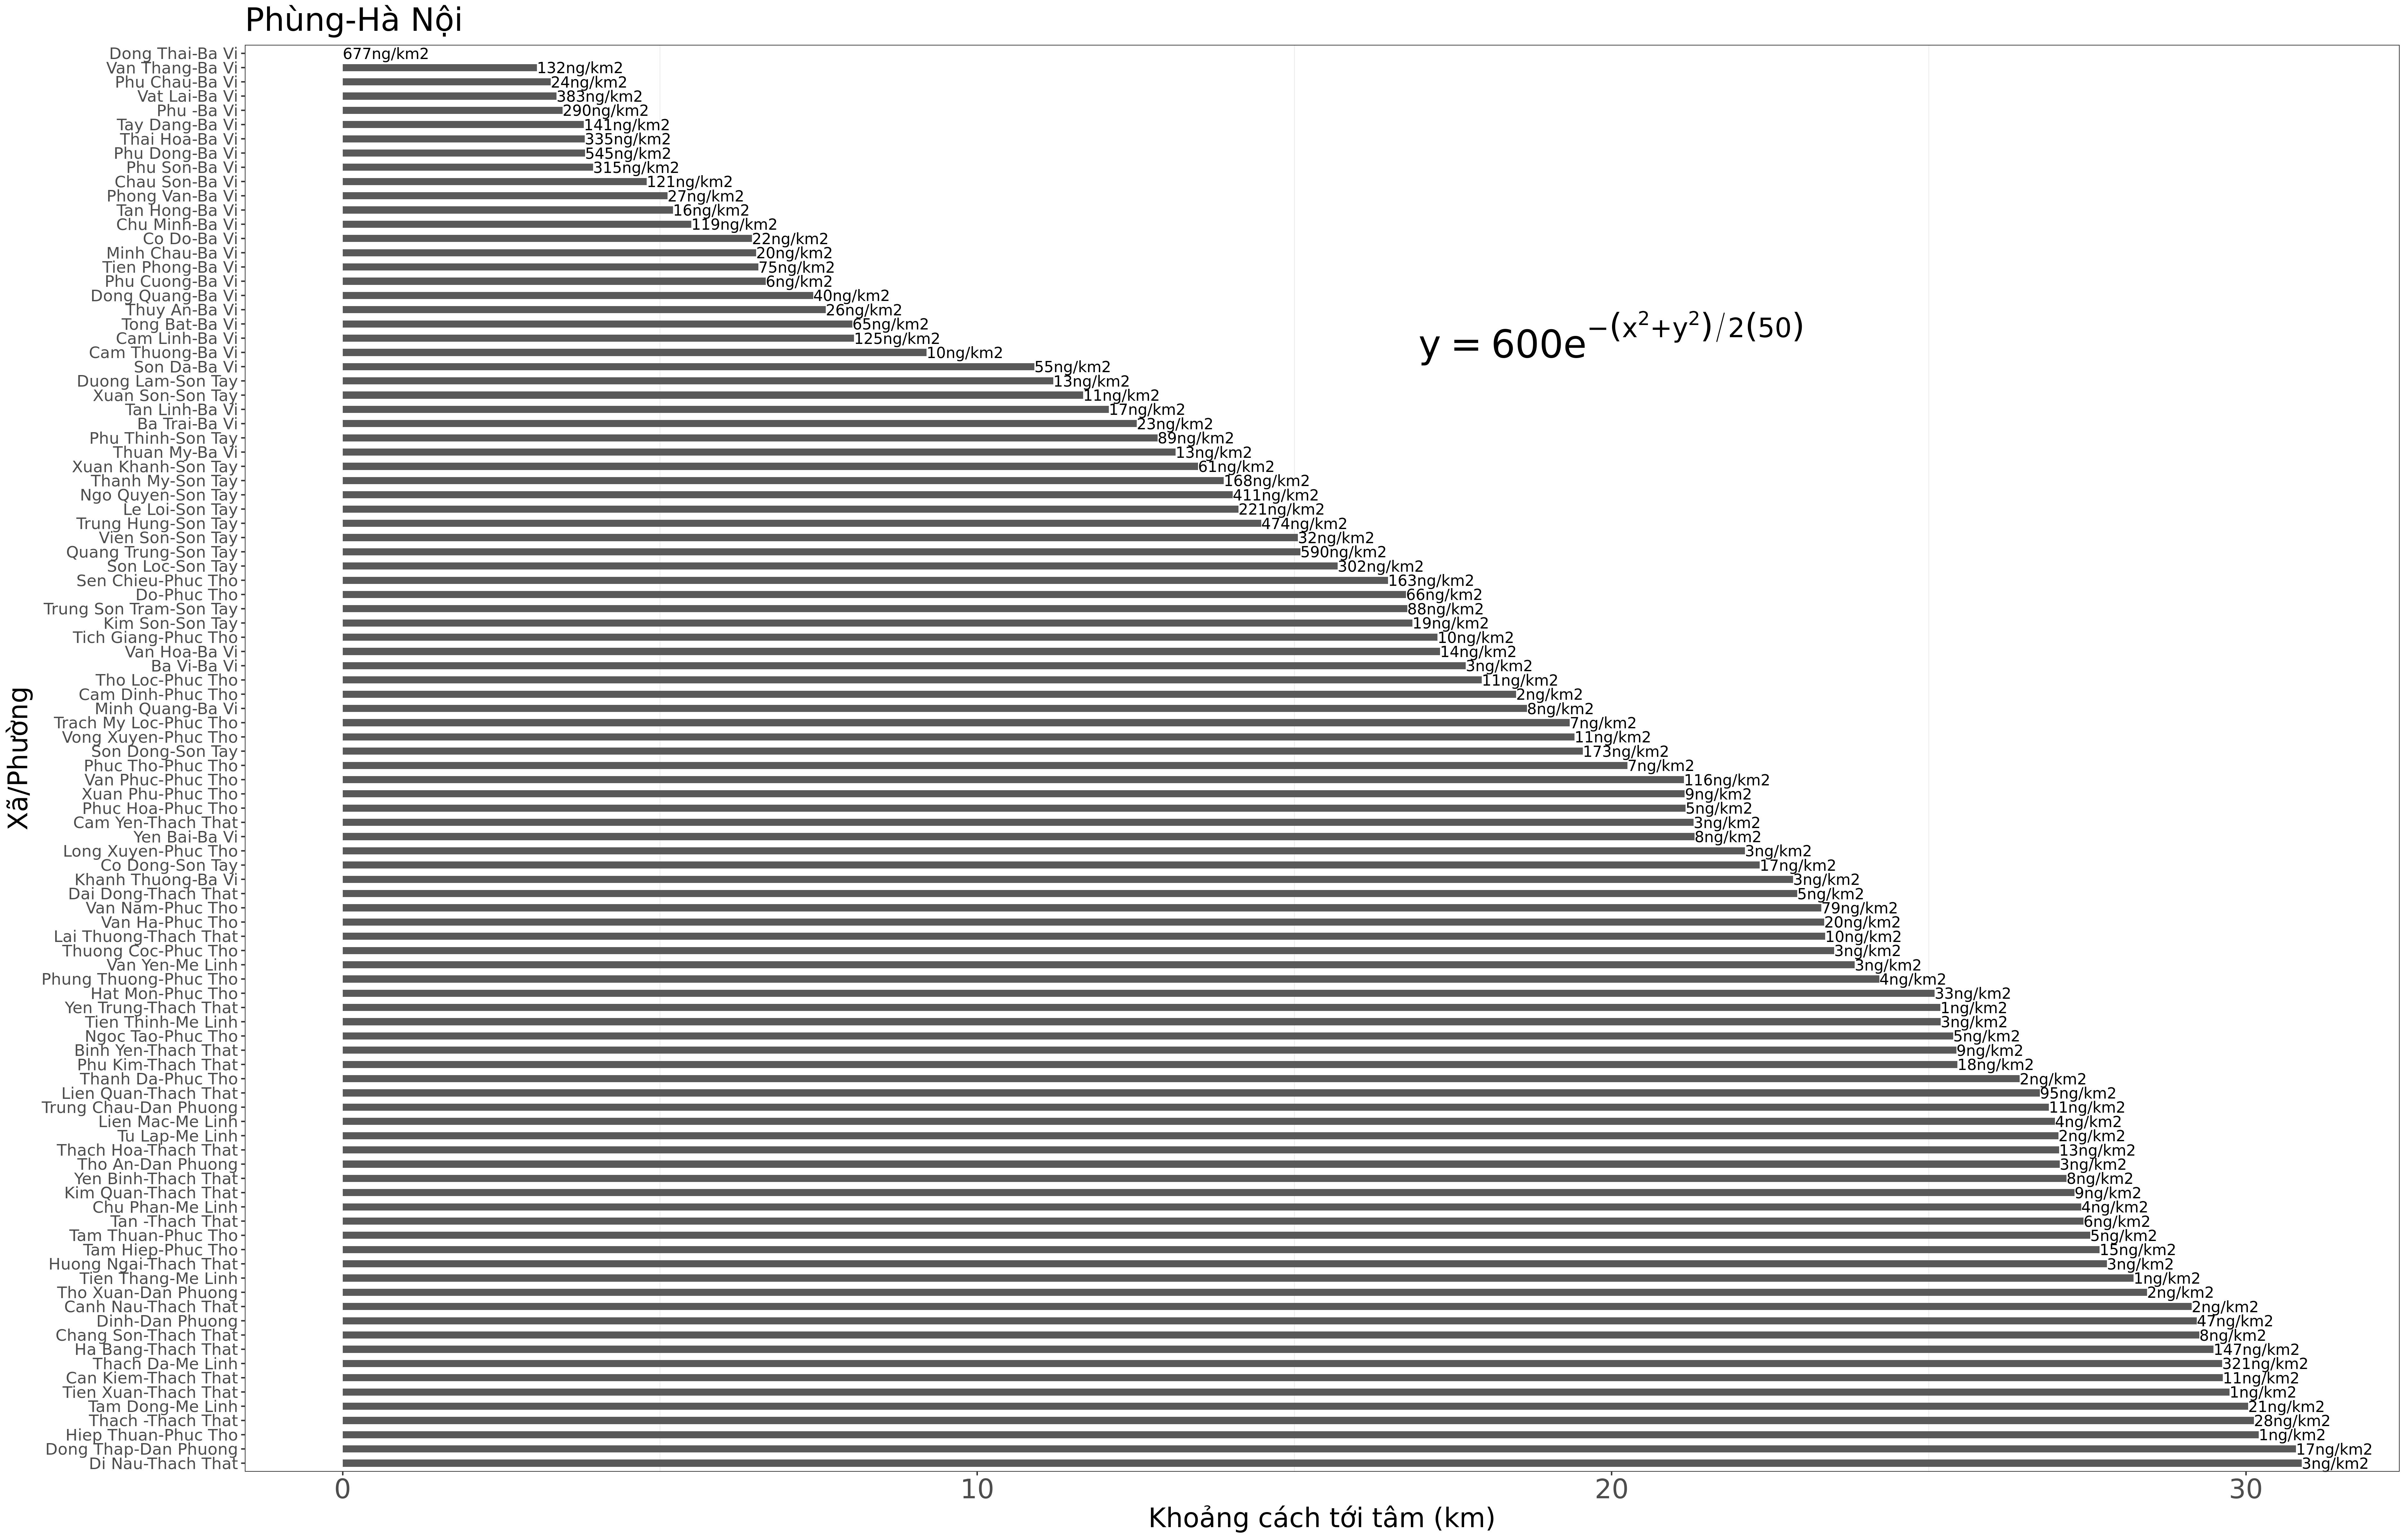 Phùng-Hà Nội
Dong Thai-Ba Vi 677ng/km2
Van Thang-Ba Vi 132ng/km2
Phu Chau-Ba Vi 24ng/km2
Vat Lai-Ba Vi 383ng/km2
Phu -Ba Vi 290ng/km2
Tay Dang-Ba Vi 141ng/km2
Thai Hoa-Ba Vi 335ng/km2
Phu Dong-Ba Vi 545ng/km2
Phu Son-Ba Vi 315ng/km2
Chau Son-Ba Vi 121ng/km2
Phong Van-Ba Vi 27ng/km2
Tan Hong-Ba Vi 16ng/km2
Chu Minh-Ba Vi 119ng/km2
Co Do-Ba Vi 22ng/km2
Minh Chau-Ba Vi 20ng/km2
Tien Phong-Ba Vi 75ng/km2
Phu Cuong-Ba Vi 6ng/km2
Dong Quang-Ba Vi 40ng/km2
Thuy An-Ba Vi 26ng/km2
Tong Bat-Ba Vi 65ng/km2
Cam Linh-Ba Vi 125ng/km2
y = 600e^−(x²+y²)/2(50)
Cam Thuong-Ba Vi 10ng/km2
Son Da-Ba Vi 55ng/km2
Duong Lam-Son Tay 13ng/km2
Xuan Son-Son Tay 11ng/km2
Tan Linh-Ba Vi 17ng/km2
Ba Trai-Ba Vi 23ng/km2
Phu Thinh-Son Tay 89ng/km2
Thuan My-Ba Vi 13ng/km2
Xuan Khanh-Son Tay 61ng/km2
Thanh My-Son Tay 168ng/km2
Ngo Quyen-Son Tay 411ng/km2
Le Loi-Son Tay 221ng/km2
Trung Hung-Son Tay 474ng/km2
Vien Son-Son Tay 32ng/km2
Quang Trung-Son Tay 590ng/km2
Son Loc-Son Tay 302ng/km2
Sen Chieu-Phuc Tho 163ng/km2
Do-Phuc Tho 66ng/km2
Trung Son Tram-Son Tay 88ng/km2
Kim Son-Son Tay 19ng/km2
Tich Giang-Phuc Tho 10ng/km2
Van Hoa-Ba Vi 14ng/km2
Ba Vi-Ba Vi 3ng/km2
Tho Loc-Phuc Tho 11ng/km2
Cam Dinh-Phuc Tho 2ng/km2
Minh Quang-Ba Vi 8ng/km2
Trach My Loc-Phuc Tho 7ng/km2
Vong Xuyen-Phuc Tho 11ng/km2
Son Dong-Son Tay 173ng/km2
Phuc Tho-Phuc Tho 7ng/km2
Van Phuc-Phuc Tho 116ng/km2
Xuan Phu-Phuc Tho 9ng/km2
Phuc Hoa-Phuc Tho 5ng/km2
Cam Yen-Thach That 3ng/km2
Yen Bai-Ba Vi 8ng/km2
Long Xuyen-Phuc Tho 3ng/km2
Co Dong-Son Tay 17ng/km2
Khanh Thuong-Ba Vi 3ng/km2
Dai Dong-Thach That 5ng/km2
Van Nam-Phuc Tho 79ng/km2
Van Ha-Phuc Tho 20ng/km2
Lai Thuong-Thach That 10ng/km2
Thuong Coc-Phuc Tho 3ng/km2
Van Yen-Me Linh 3ng/km2
Phung Thuong-Phuc Tho 4ng/km2
Hat Mon-Phuc Tho 33ng/km2
Yen Trung-Thach That 1ng/km2
Tien Thinh-Me Linh 3ng/km2
Ngoc Tao-Phuc Tho 5ng/km2
Binh Yen-Thach That 9ng/km2
Phu Kim-Thach That 18ng/km2
Thanh Da-Phuc Tho 2ng/km2
Lien Quan-Thach That 95ng/km2
Trung Chau-Dan Phuong 11ng/km2
Lien Mac-Me Linh 4ng/km2
Tu Lap-Me Linh 2ng/km2
Thach Hoa-Thach That 13ng/km2
Tho An-Dan Phuong 3ng/km2
Yen Binh-Thach That 8ng/km2
Kim Quan-Thach That 9ng/km2
Chu Phan-Me Linh 4ng/km2
Tan -Thach That 6ng/km2
Tam Thuan-Phuc Tho 5ng/km2
Tam Hiep-Phuc Tho 15ng/km2
Huong Ngai-Thach That 3ng/km2
Tien Thang-Me Linh 1ng/km2
Tho Xuan-Dan Phuong 2ng/km2
Canh Nau-Thach That 2ng/km2
Dinh-Dan Phuong 47ng/km2
Chang Son-Thach That 8ng/km2
Ha Bang-Thach That 147ng/km2
Thach Da-Me Linh 321ng/km2
Can Kiem-Thach That 11ng/km2
Tien Xuan-Thach That 1ng/km2
Tam Dong-Me Linh 21ng/km2
Thach -Thach That 28ng/km2
Hiep Thuan-Phuc Tho 1ng/km2
Dong Thap-Dan Phuong 17ng/km2
Di Nau-Thach That 3ng/km2
Xã/Phường
0 10 20 30
Khoảng cách tới tâm (km)